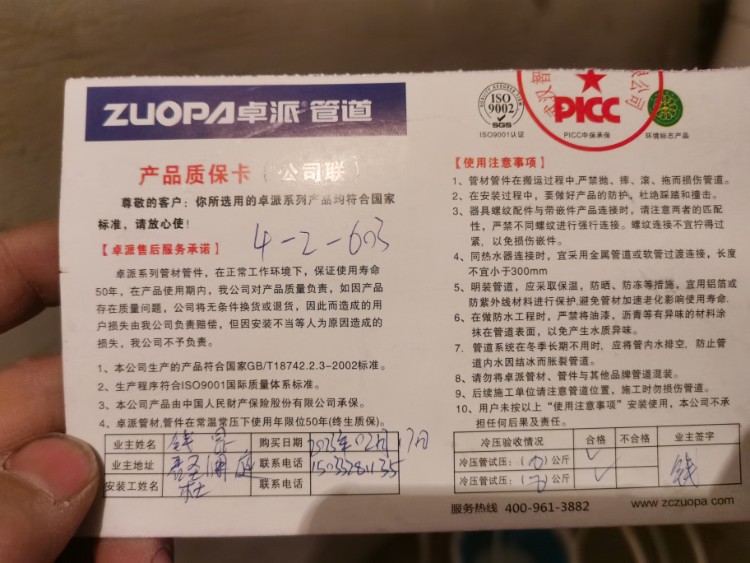 ZUOPA卓派®管道
产品质保卡（公司联）
尊敬的客户：你所选用的卓派系列产品均符合国家
标准，请放心使！
4-2-603
【卓派售后服务承诺】
卓派系列管材管件，在正常工作环境下，保证使用寿命
50年，在产品使用期内，我公司对产品质量负责，如因产品
存在质量问题，公司将无条件换货或退货，因此而造成的用
户损失由我公司负责赔偿，但因安装不当等人为原因造成的
损失，我公司不予负责。
1、本公司生产的产品符合国家GB/T18742.2.3-2002标准。
2、生产程序符合ISO9001国际质量体系标准。
3、本公司产品由中国人民财产保险股份有限公司承保。
4、卓派管材,管件在常温常压下使用年限位50年(终生质保)。
业主姓名 钱 购买日期 年02月17日
业主地址 联系电话
安装工姓名 杜 联系电话
ISO
9002
SGS
ISO9001认证
PICC
PICC中保承保
环境标志产品
【使用注意事项】
1、管材管件在搬运过程中,严禁抛、摔、滚、拖而损伤管道。
2、在安装过程中，要做好产品的防护，杜绝踩踏和撞击。
3、器具螺纹配件与带嵌件产品连接时，请注意两者的匹配
性，严禁不同螺纹进行强行连接。螺纹连接不宜拧得过
紧，以免损伤嵌件。
4、同热水器连接时，宜采用金属管道或软管过渡连接，长度
不宜小于300mm
5、明装管道，应采取保温，防晒、防冻等措施，宜用铝箔或
防紫外线材料进行保护,避免管材加速老化影响使用寿命.
6、在做防水工程时，严禁将油漆，沥青等有异味的材料涂
抹在管道表面，以免产生水质异味。
7、管道系统在冬季长期不用时、应将管内水排空，防止管
道内水因结冰而胀裂管道。
8、请勿将卓派管材、管件与其他品牌管道混装。
9、后续施工单位请注意管道位置，施工时勿损伤管道。
10、用户未按以上“使用注意事项”安装使用，本公司不承
担任何后果及责任。
冷压验收情况 合格 不合格 业主签字
冷压管试压：( )公斤 ✓ 钱
冷压管试压：( )公斤
服务热线 400-961-3882 www.zczuopa.com